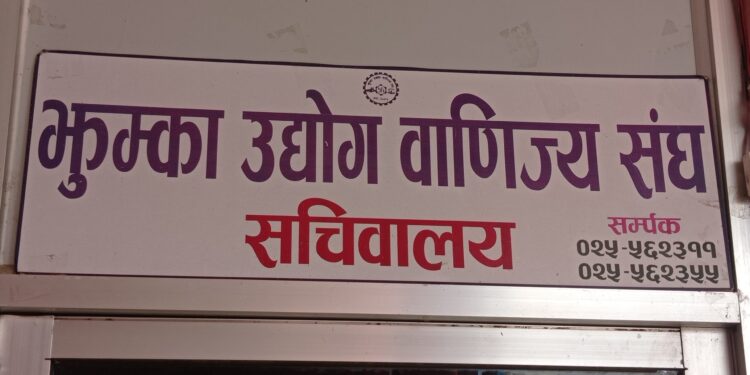 झुम्का उद्योग वाणिज्य संघ
सचिवालय
सर्म्पक
०२५-५६२३११
०२५-५६२३५५